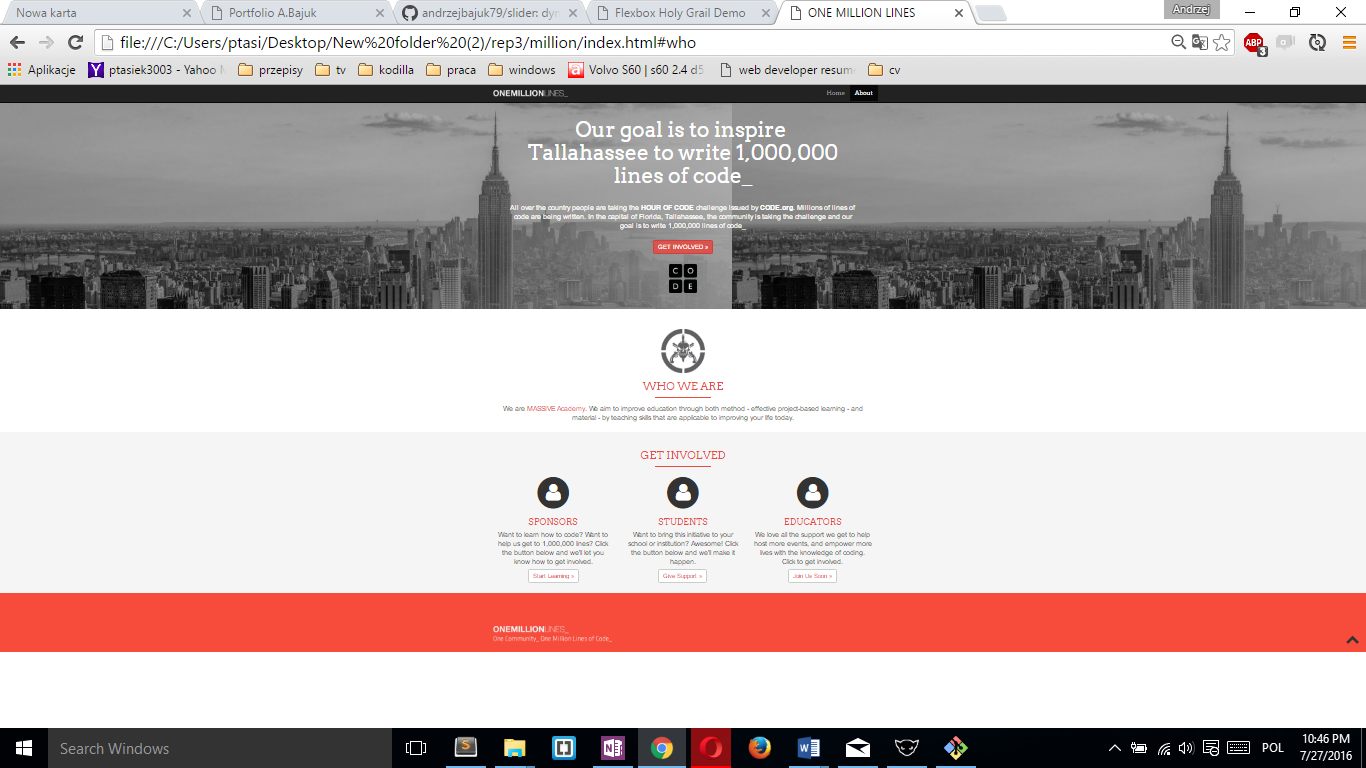 Andrzej
Nowa karta
Portfolio A.Bajuk
andrzejbajuk79/slider: dyn
Flexbox Holy Grail Demo
ONE MILLION LINES
file:///C:/Users/ptasi/Desktop/New%20folder%20(2)/rep3/million/index.html#who
ABP
3
Aplikacje
ptasiek3003 - Yahoo M
przepisy
tv
kodilla
praca
windows
Volvo S60 | s60 2.4 d5
web developer resume
cv
ONEMILLIONLINES_
Home
About
Our goal is to inspire
Tallahassee to write 1,000,000
lines of code_
All over the country people are taking the HOUR OF CODE challenge issued by CODE.org. Millions of lines of
code are being written. In the capital of Florida, Tallahassee, the community is taking the challenge and our
goal is to write 1,000,000 lines of code_
GET INVOLVED »
C O
D E
WHO WE ARE
We are MASSIVE Academy. We aim to improve education through both method - effective project-based learning - and
material - by teaching skills that are applicable to improving your life today.
GET INVOLVED
SPONSORS
Want to learn how to code? Want to
help us get to 1,000,000 lines? Click
the button below and we'll let you
know how to get involved.
Start Learning »
STUDENTS
Want to bring this initiative to your
school or institution? Awesome! Click
the button below and we'll make it
happen.
Give Support »
EDUCATORS
We love all the support we get to help
host more events, and empower more
lives with the knowledge of coding.
Click to get involved.
Join Us Soon »
ONEMILLIONLINES_
One Community_ One Million Lines of Code_
Search Windows
POL
10:46 PM
7/27/2016